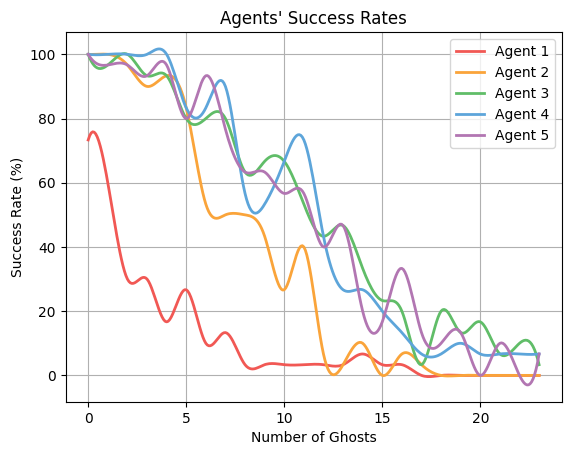 Agents' Success Rates
Success Rate (%)
100
80
60
40
20
0
Agent 1
Agent 2
Agent 3
Agent 4
Agent 5
0 5 10 15 20
Number of Ghosts